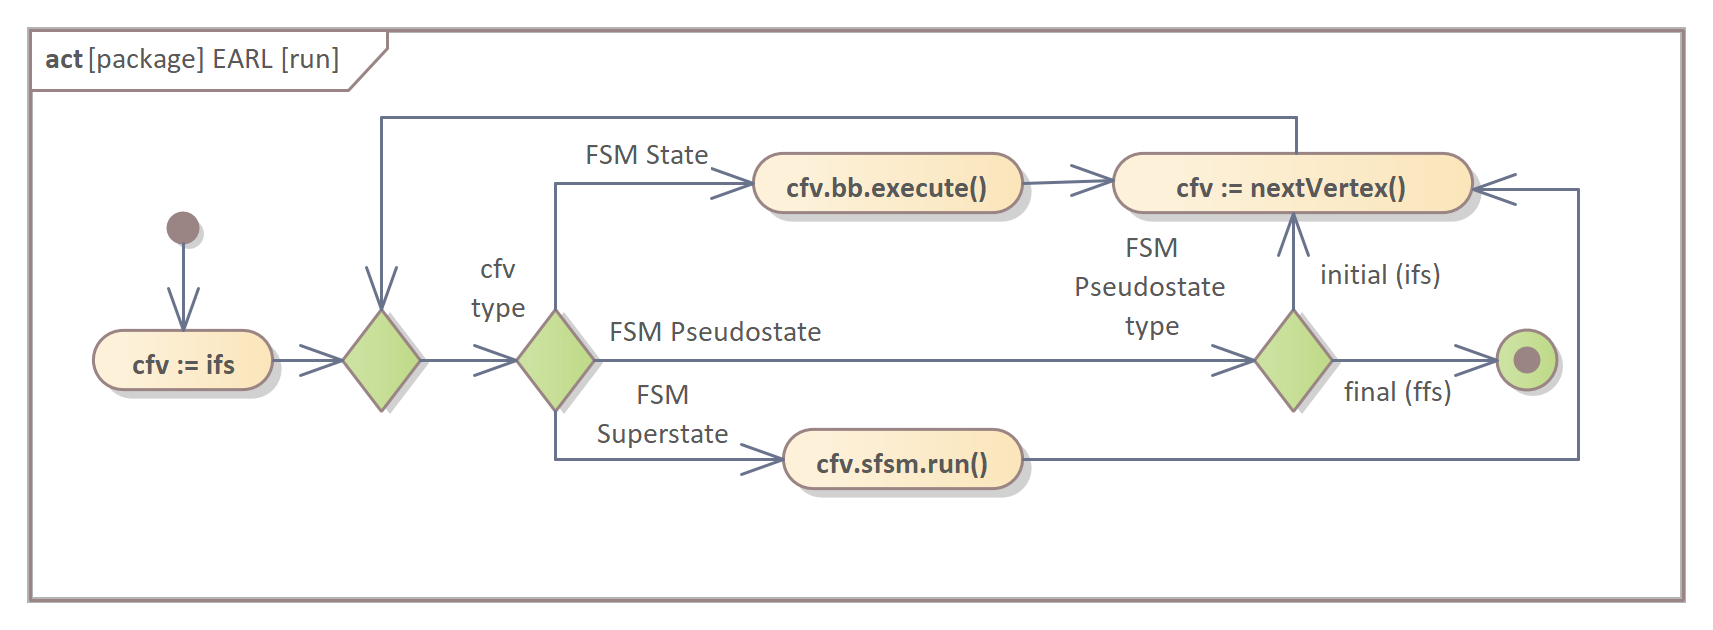 act [package] EARL [run]
FSM State
cfv.bb.execute()
cfv := nextVertex()
cfv
type
FSM
Pseudostate
type
initial (ifs)
cfv := ifs
FSM Pseudostate
final (ffs)
FSM
Superstate
cfv.sfsm.run()